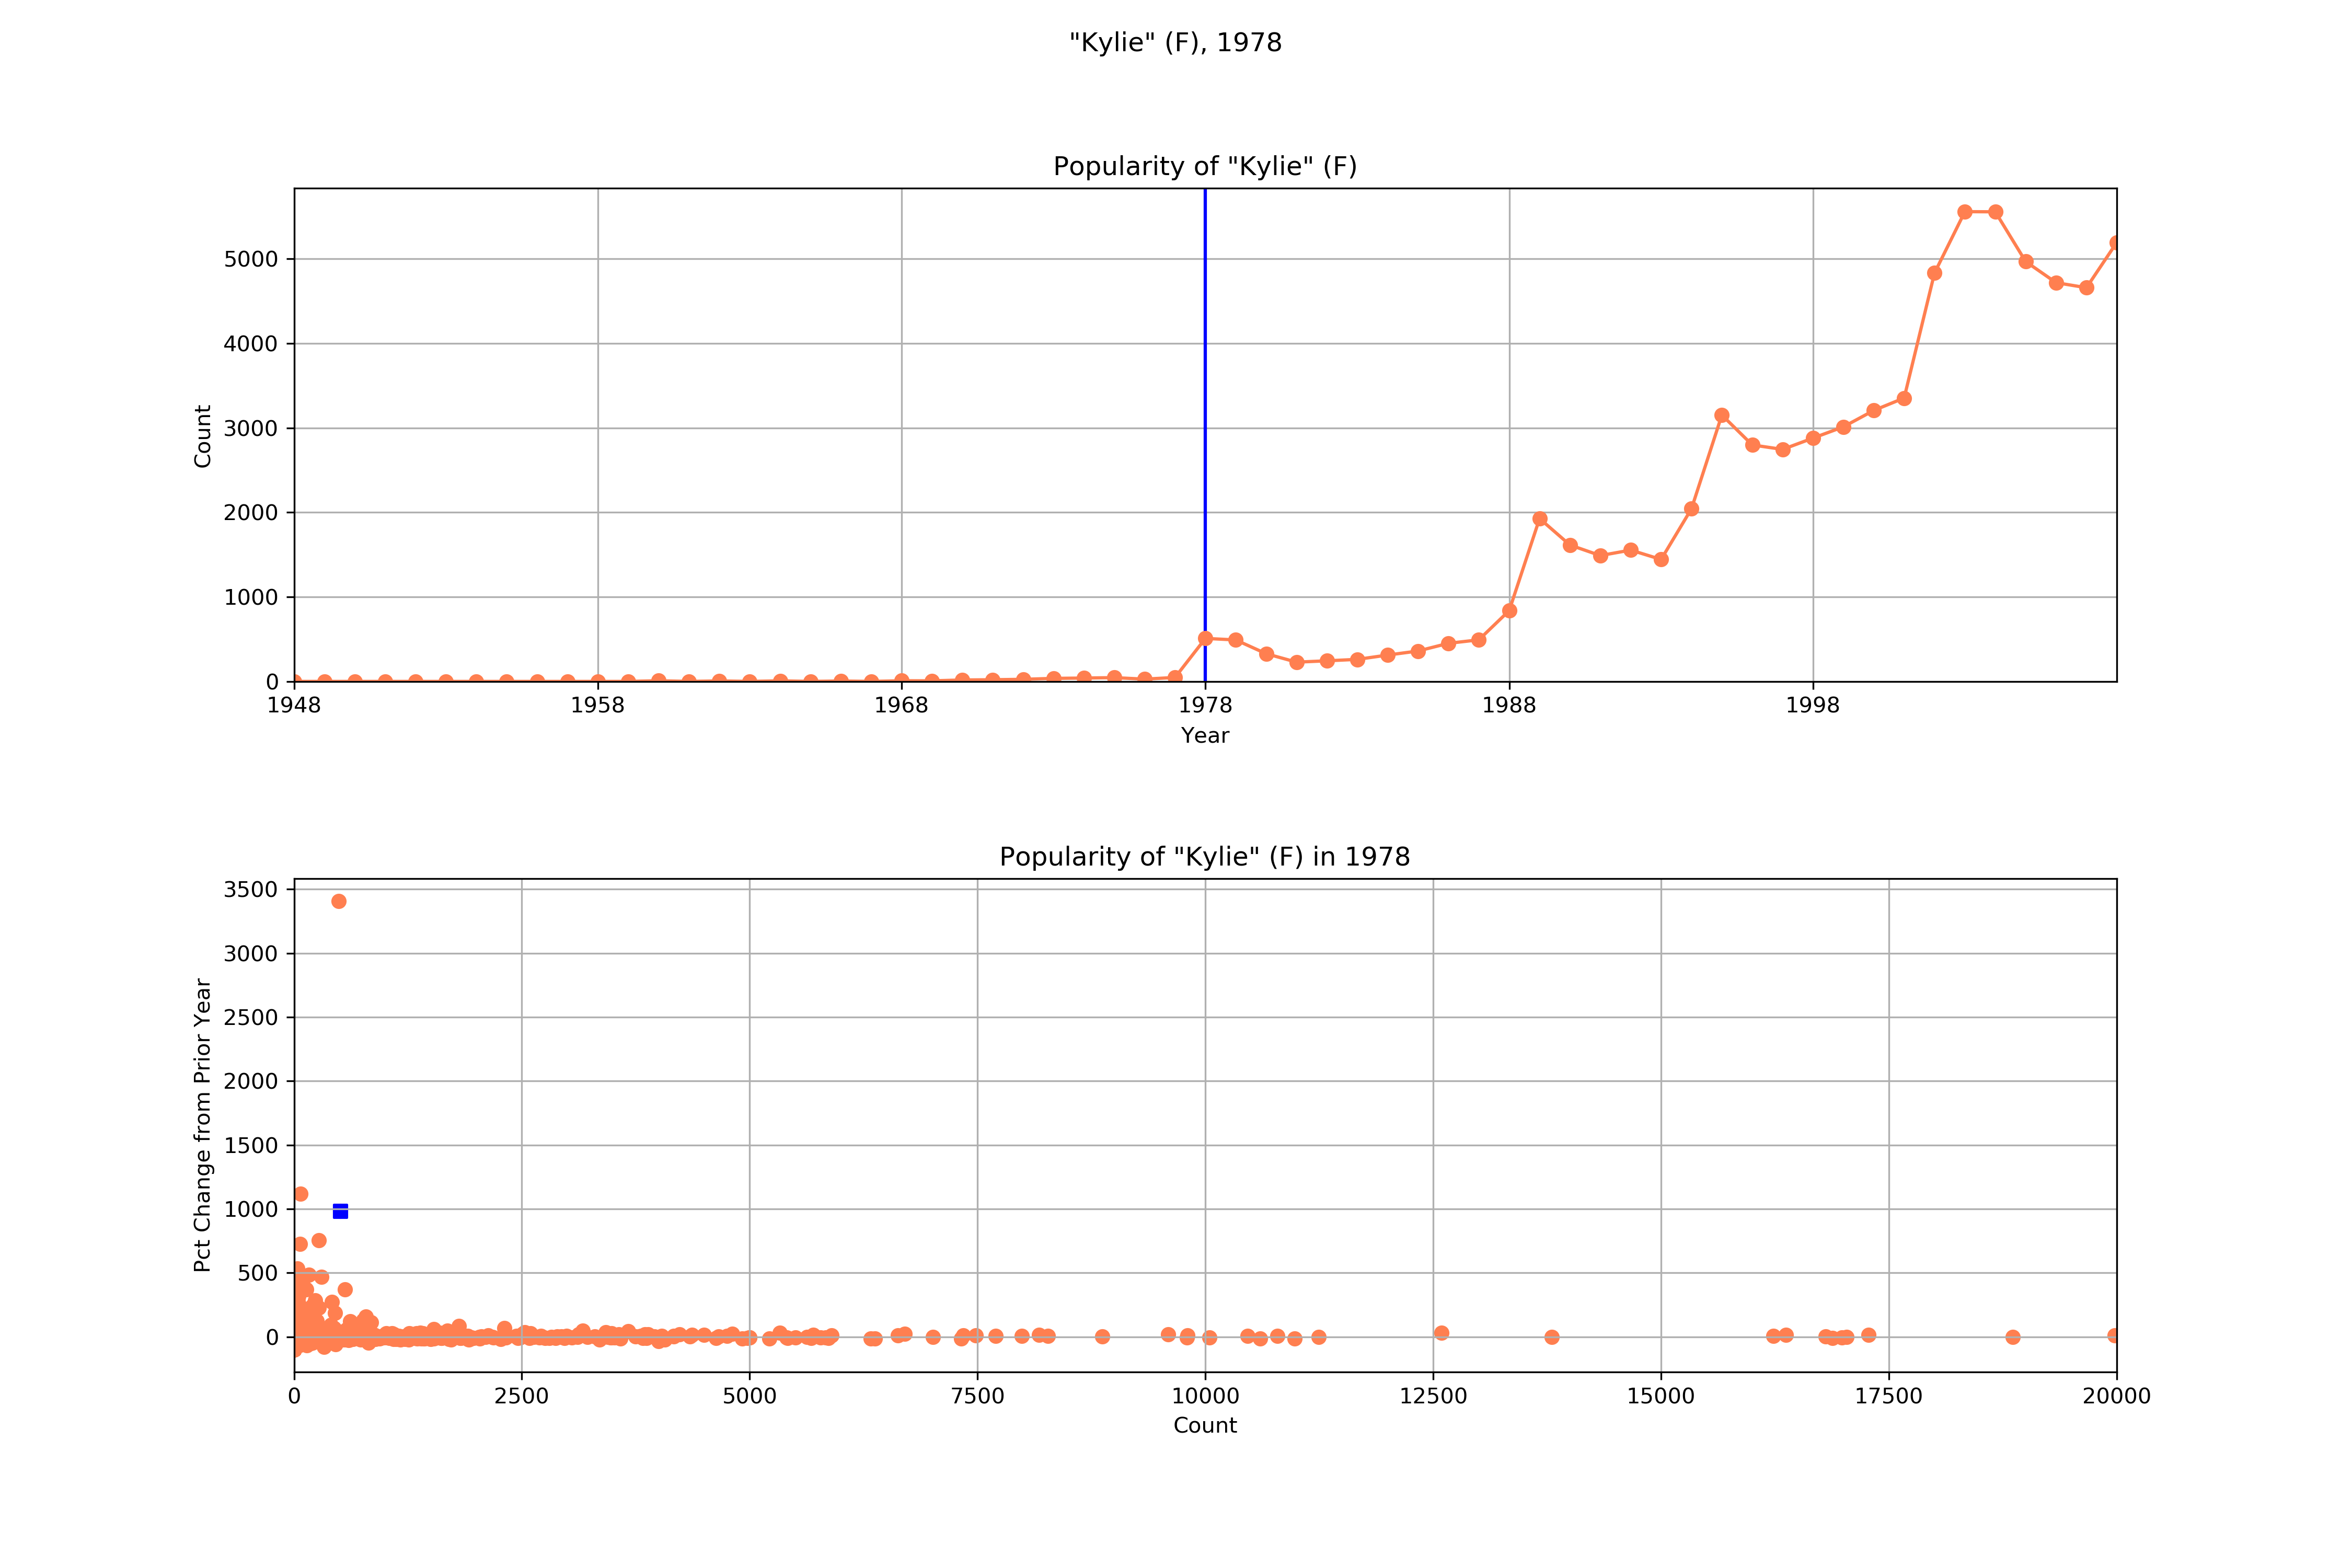 "Kylie" (F), 1978
Popularity of "Kylie" (F)
5000
4000
3000
2000
1000
0
Count
1948 1958 1968 1978 1988 1998
Year
Popularity of "Kylie" (F) in 1978
3500
3000
2500
2000
1500
1000
500
0
Pct Change from Prior Year
0 2500 5000 7500 10000 12500 15000 17500 20000
Count